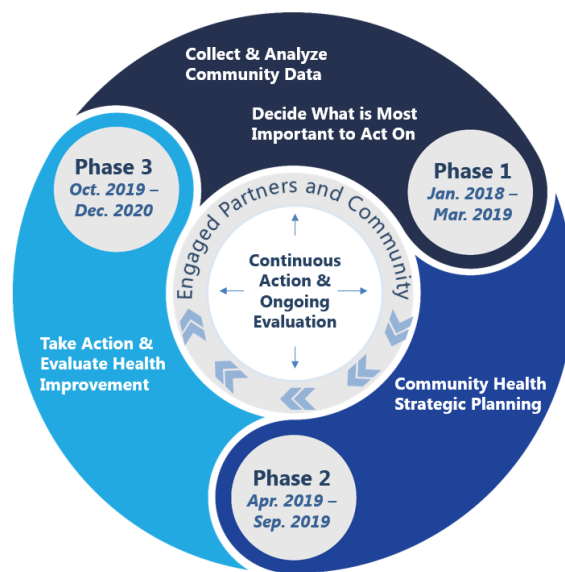 Collect & Analyze
Community Data
Decide What is Most
Important to Act On
Phase 1
Jan. 2018 –
Mar. 2019
Phase 3
Oct. 2019 –
Dec. 2020
Engaged Partners and Community
Continuous
Action &
Ongoing
Evaluation
Take Action &
Evaluate Health
Improvement
Community Health
Strategic Planning
Phase 2
Apr. 2019 –
Sep. 2019